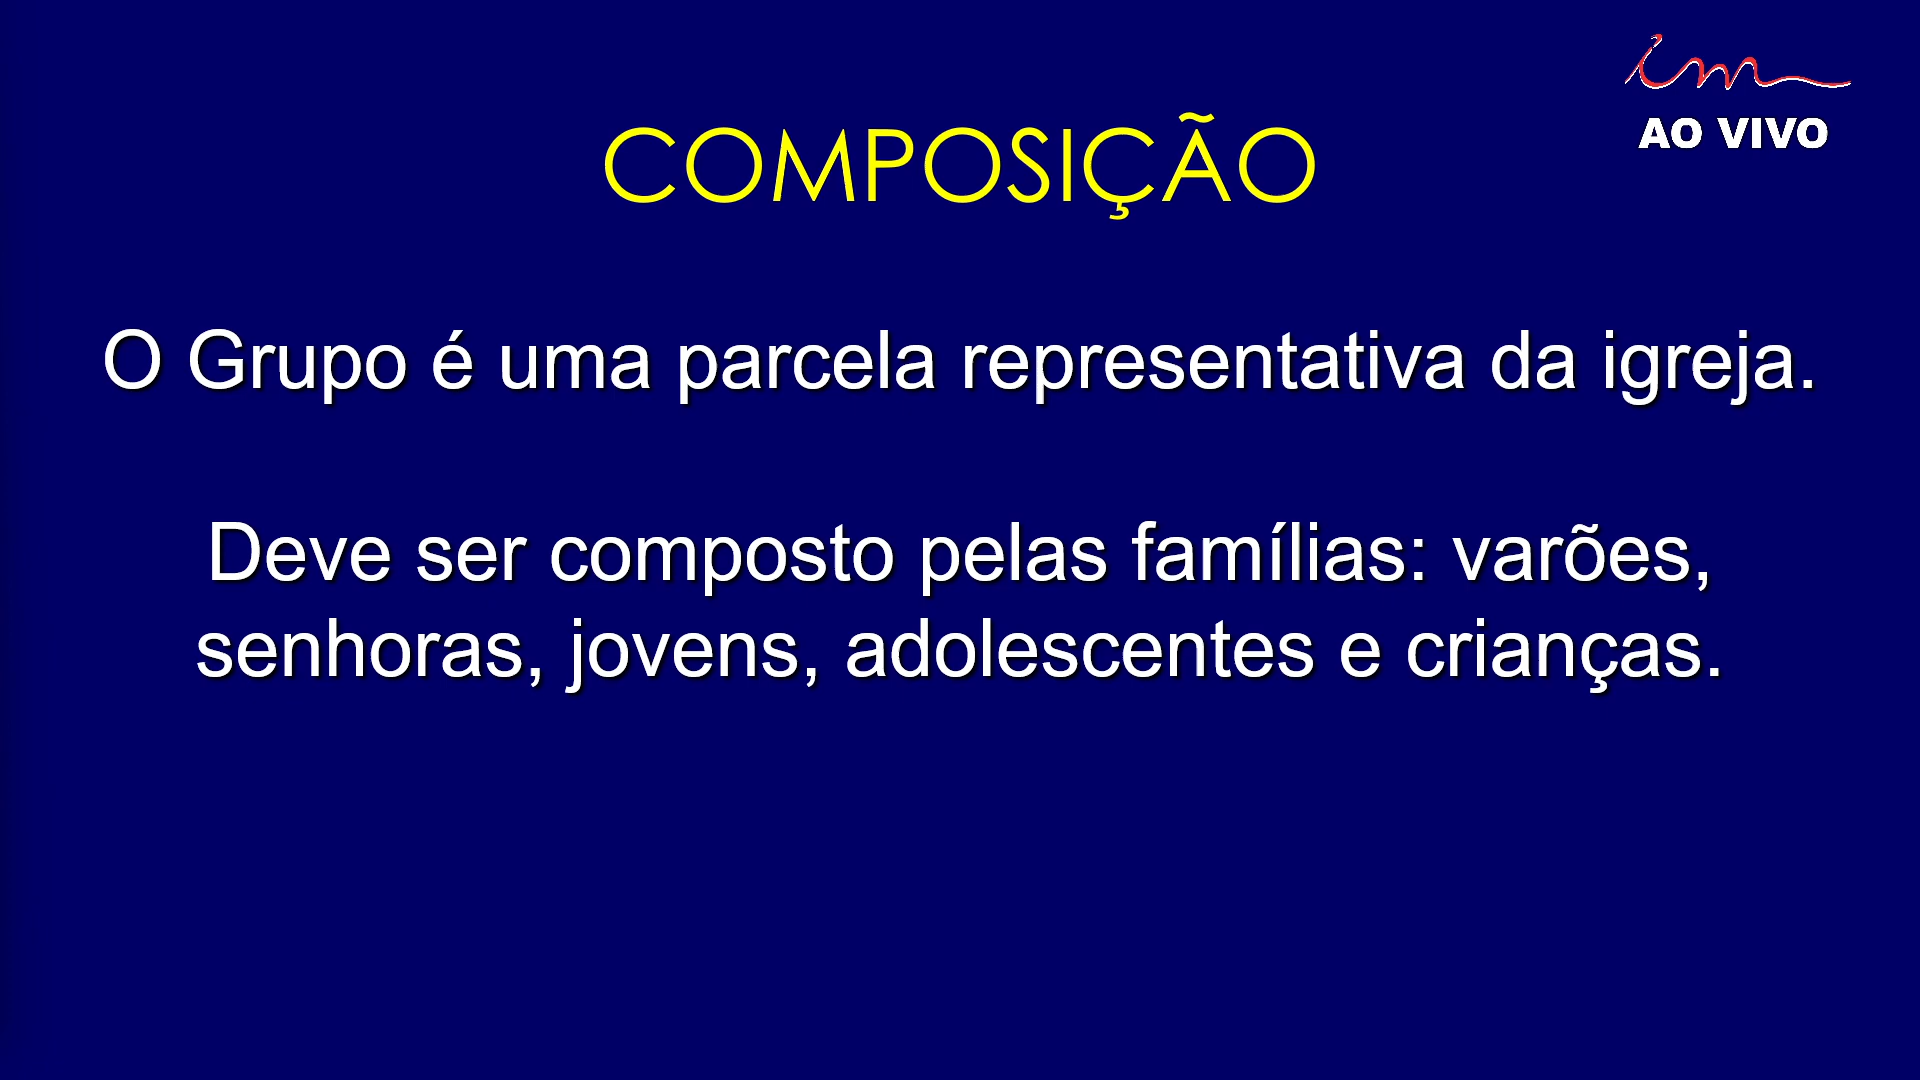 im
AO VIVO
COMPOSIÇÃO
O Grupo é uma parcela representativa da igreja.
Deve ser composto pelas famílias: varões,
senhoras, jovens, adolescentes e crianças.